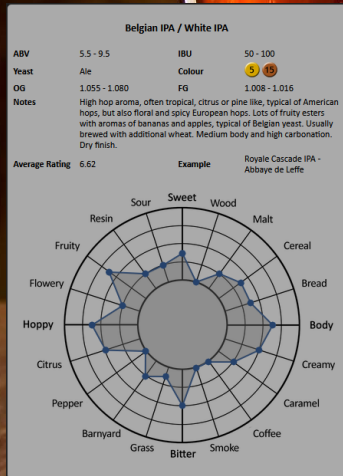 Belgian IPA / White IPA
ABV 5.5 - 9.5 IBU 50 - 100
Yeast Ale Colour 5 15
OG 1.055 - 1.080 FG 1.008 - 1.016
Notes High hop aroma, often tropical, citrus or pine like, typical of American
hops, but also floral and spicy European hops. Lots of fruity esters
with aromas of bananas and apples, typical of Belgian yeast. Usually
brewed with additional wheat. Medium body and high carbonation.
Dry finish.
Average Rating 6.62 Example Royale Cascade IPA -
Abbaye de Leffe
Sweet
Sour Wood
Resin Malt
Fruity Cereal
Flowery Bread
Hoppy Body
Citrus Creamy
Pepper Caramel
Barnyard Coffee
Grass Smoke
Bitter